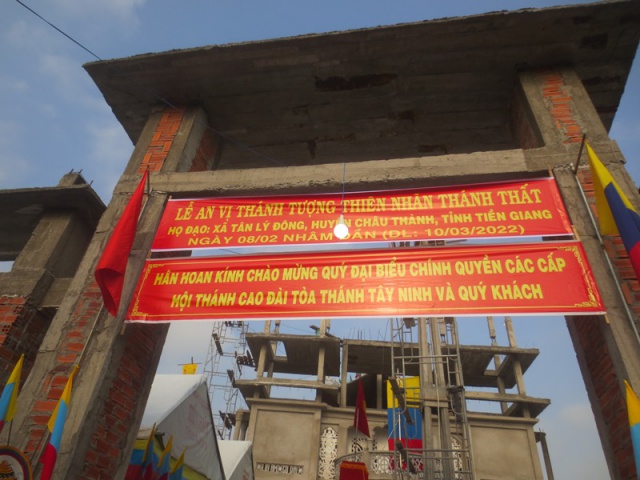 LỄ AN VỊ THÁNH TƯỢNG THIÊN NHÃN THÁNH THẤT
HỌ ĐẠO: XÃ TÂN LÝ ĐÔNG, HUYỆN CHÂU THÀNH, TỈNH TIỀN GIANG
NGÀY 08/02 NHÂM DẦN (ĐL: 10/03/2022)
HÂN HOAN KÍNH CHÀO MỪNG QUÝ ĐẠI BIỂU CHÍNH QUYỀN CÁC CẤP
HỘI THÁNH CAO ĐÀI TÒA THÁNH TÂY NINH VÀ QUÝ KHÁCH